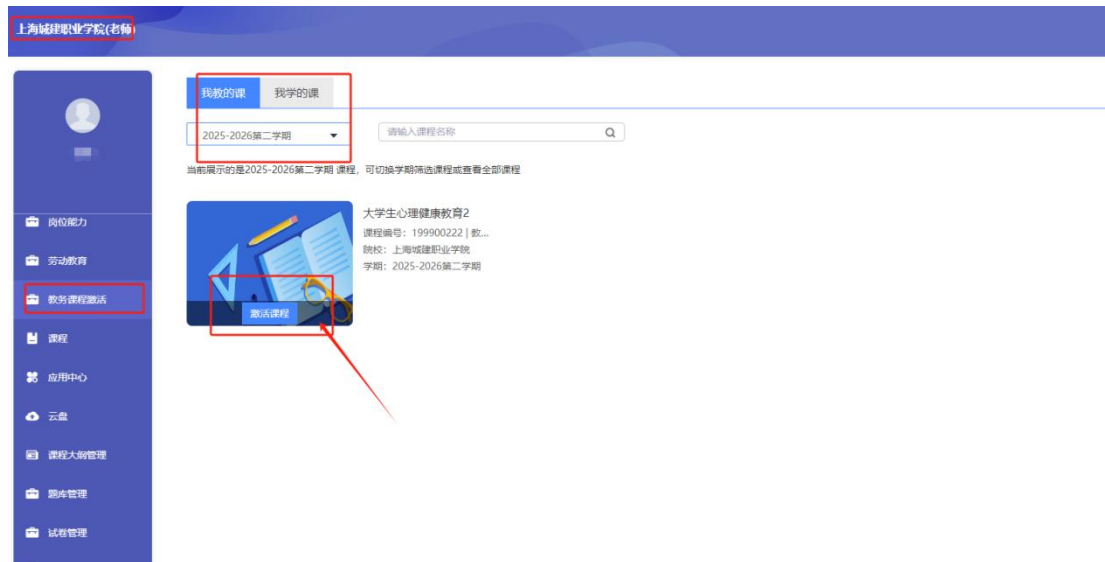 上海城建职业学院(老师)
我教的课 我学的课
2025-2026第二学期 请输入课程名称
当前展示的是2025-2026第二学期 课程，可切换学期筛选课程或查看全部课程
大学生心理健康教育2
课程编号：199900222 | 教...
院校：上海城建职业学院
学期：2025-2026第二学期
激活课程
岗位能力
劳动教育
教务课程激活
课程
应用中心
云盘
课程大纲管理
题库管理
试卷管理